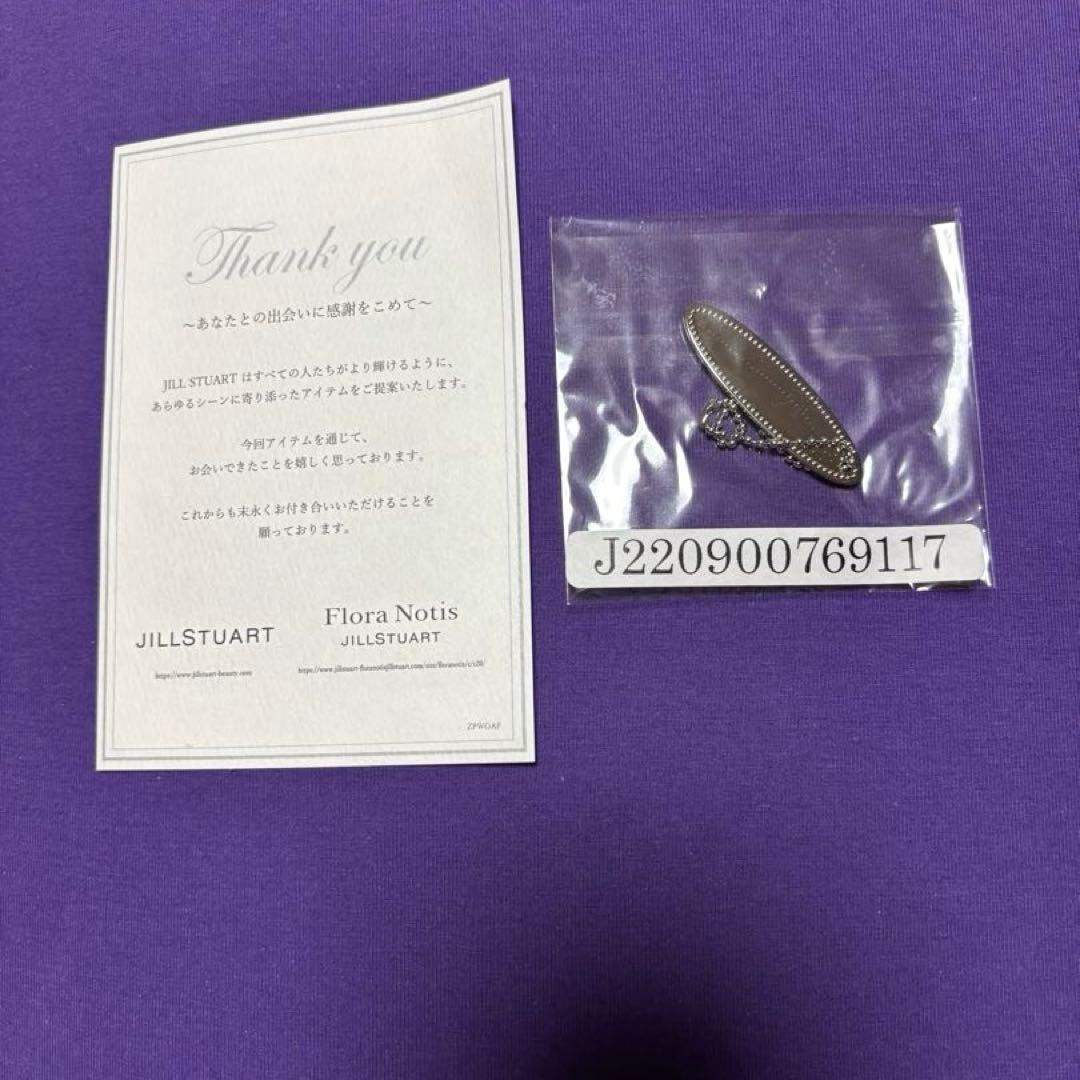 Thank you
～あなたとの出会いに感謝をこめて～
JILL STUART はすべての人たちがより輝けるように、
あらゆるシーンに寄り添ったアイテムをご提案いたします。
今回アイテムを通じて、
お会いできたことを嬉しく思っております。
これからも末永くお付き合いいただけることを
願っております。
JILLSTUART
https://www.jillstuart-beauty.com
Flora Notis
JILLSTUART
ZPWOAF
J220900769117